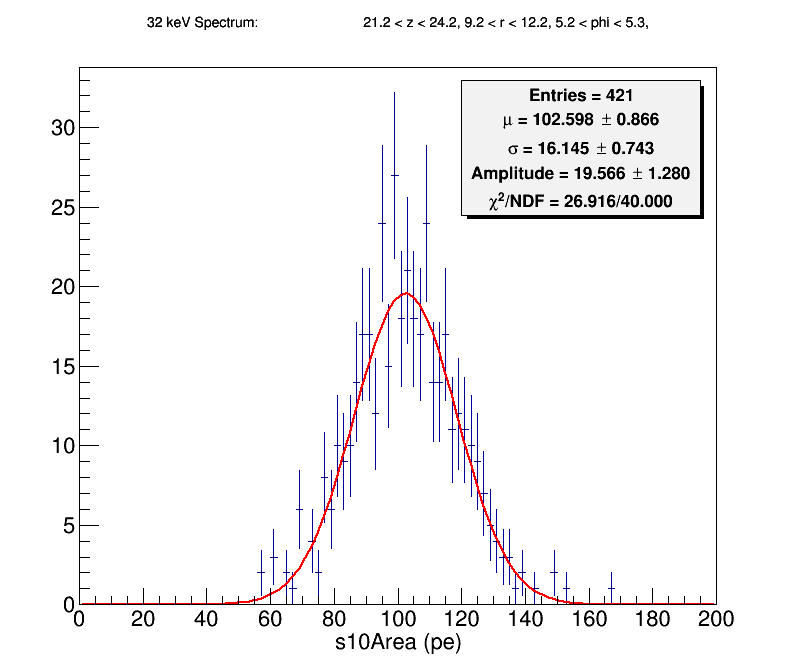 32 keV Spectrum: 21.2 < z < 24.2, 9.2 < r < 12.2, 5.2 < phi < 5.3,
Entries = 421
μ = 102.598 ± 0.866
σ = 16.145 ± 0.743
Amplitude = 19.566 ± 1.280
χ²/NDF = 26.916/40.000
30
25
20
15
10
5
0
0 20 40 60 80 100 120 140 160 180 200
s10Area (pe)